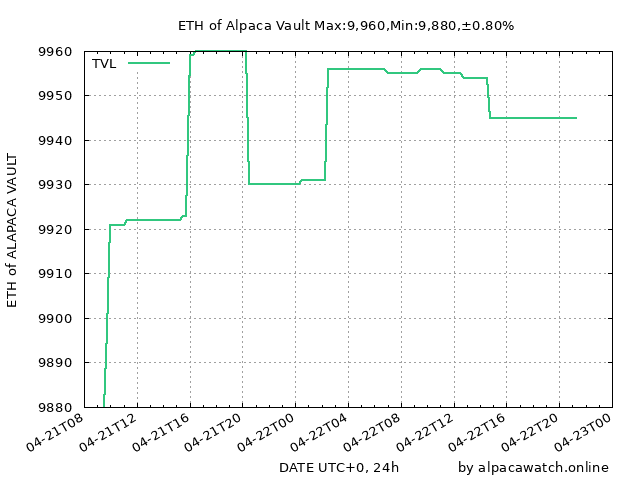 ETH of Alpaca Vault Max:9,960,Min:9,880,±0.80%
TVL
9960
9950
9940
9930
9920
9910
9900
9890
9880
ETH of ALAPACA VAULT
04-21T08
04-21T12
04-21T16
04-21T20
04-22T00
04-22T04
04-22T08
04-22T12
04-22T16
04-22T20
04-23T00
DATE UTC+0, 24h
by alpacawatch.online